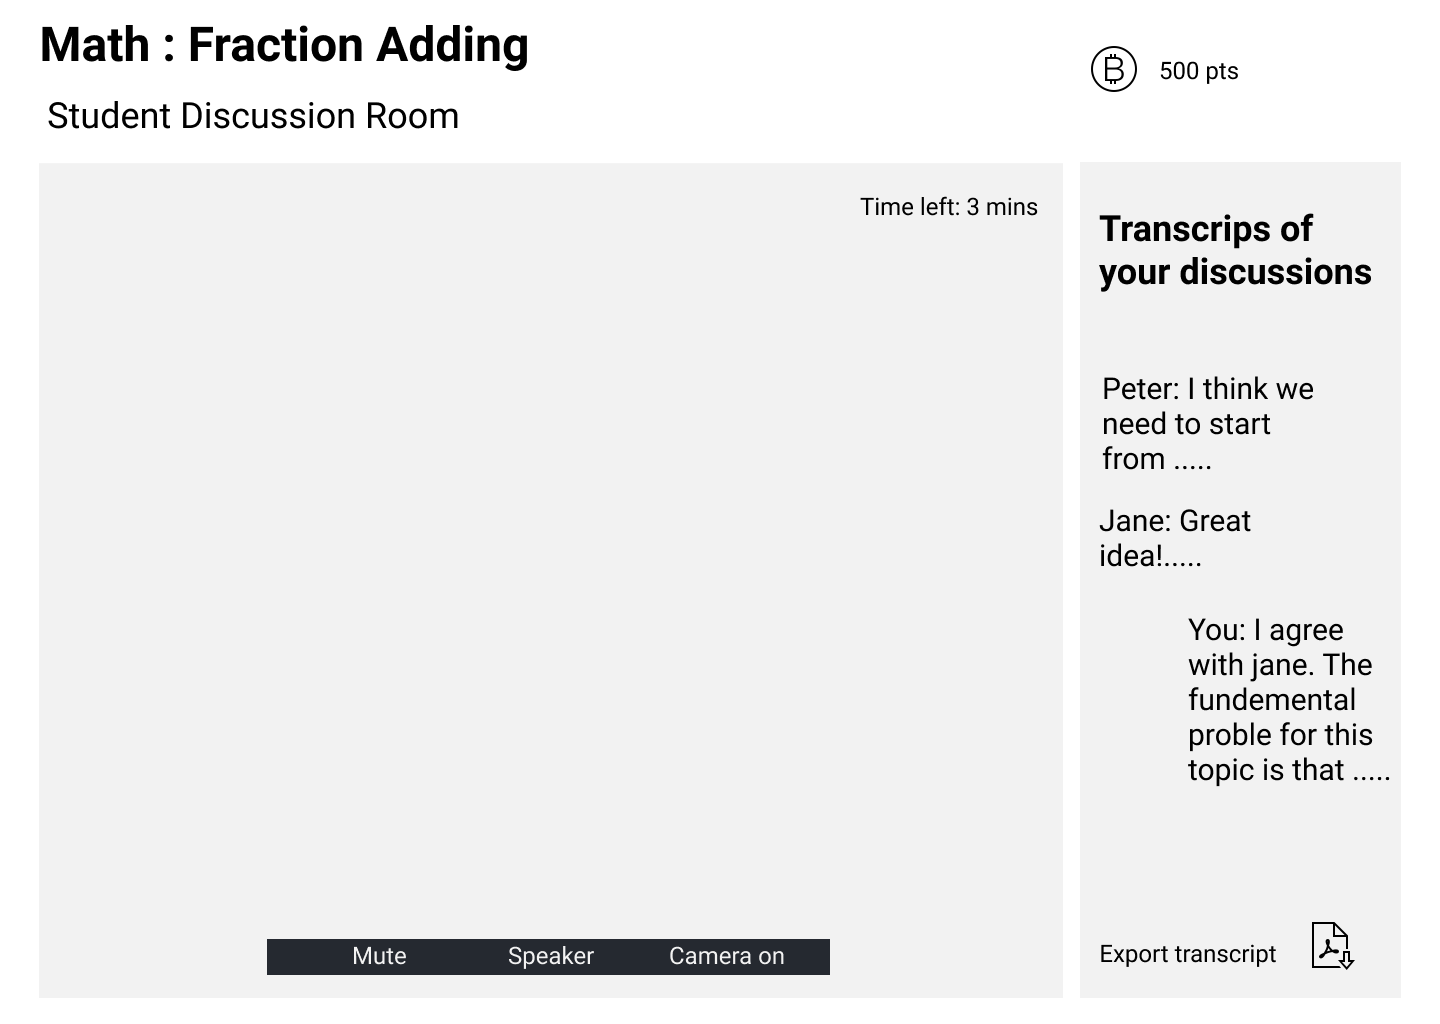 Math : Fraction Adding
500 pts
Student Discussion Room
Time left: 3 mins
Transcrips of
your discussions
Peter: I think we
need to start
from .....
Jane: Great
idea!.....
You: I agree
with jane. The
fundemental
proble for this
topic is that .....
Mute Speaker Camera on
Export transcript